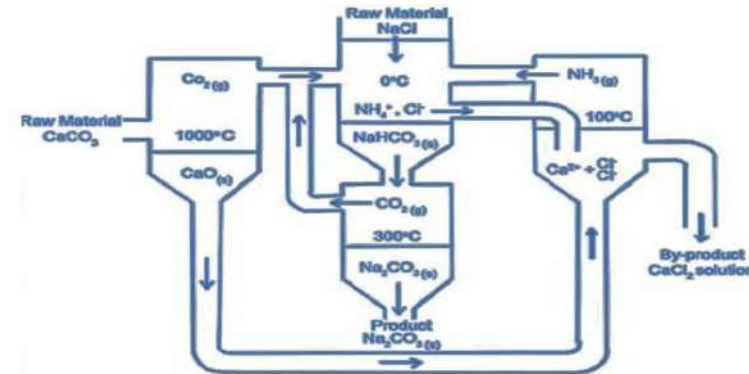 Raw Material
NaCl
Co₂(g)
0°C
NH₃(g)
NH₄⁺ + Cl⁻
100°C
Raw Material
CaCO₃
1000°C
NaHCO₃(s)
CaO(s)
Ca²⁺ + Cl⁻
Cl⁻
CO₂(g)
300°C
Na₂CO₃(s)
By-product
CaCl₂ solution
Product
Na₂CO₃(s)